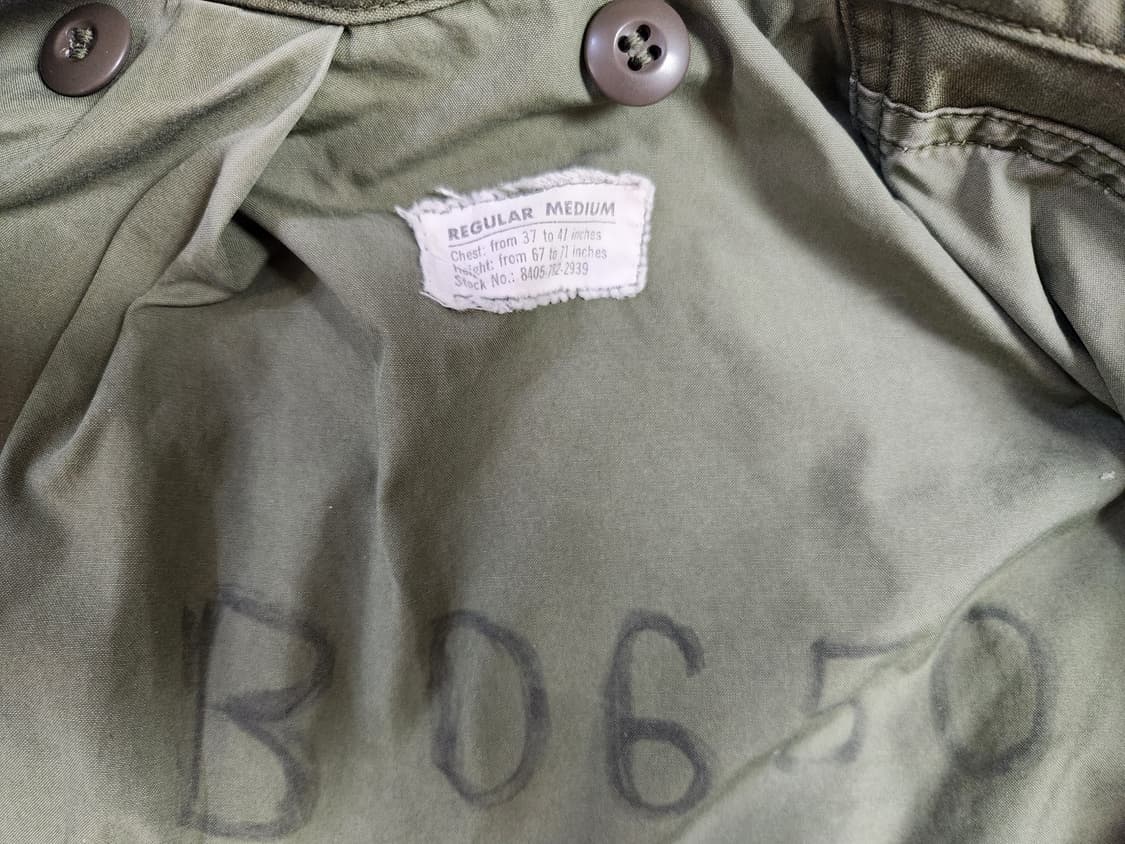 REGULAR MEDIUM
Chest: from 37 to 41 inches
height: from 67 to 71 inches
Stock No.: 8405-782-2939
B0650